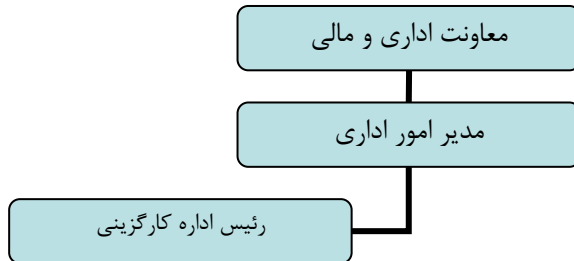 معاونت اداری و مالی
مدیر امور اداری
رئیس اداره کارگزینی